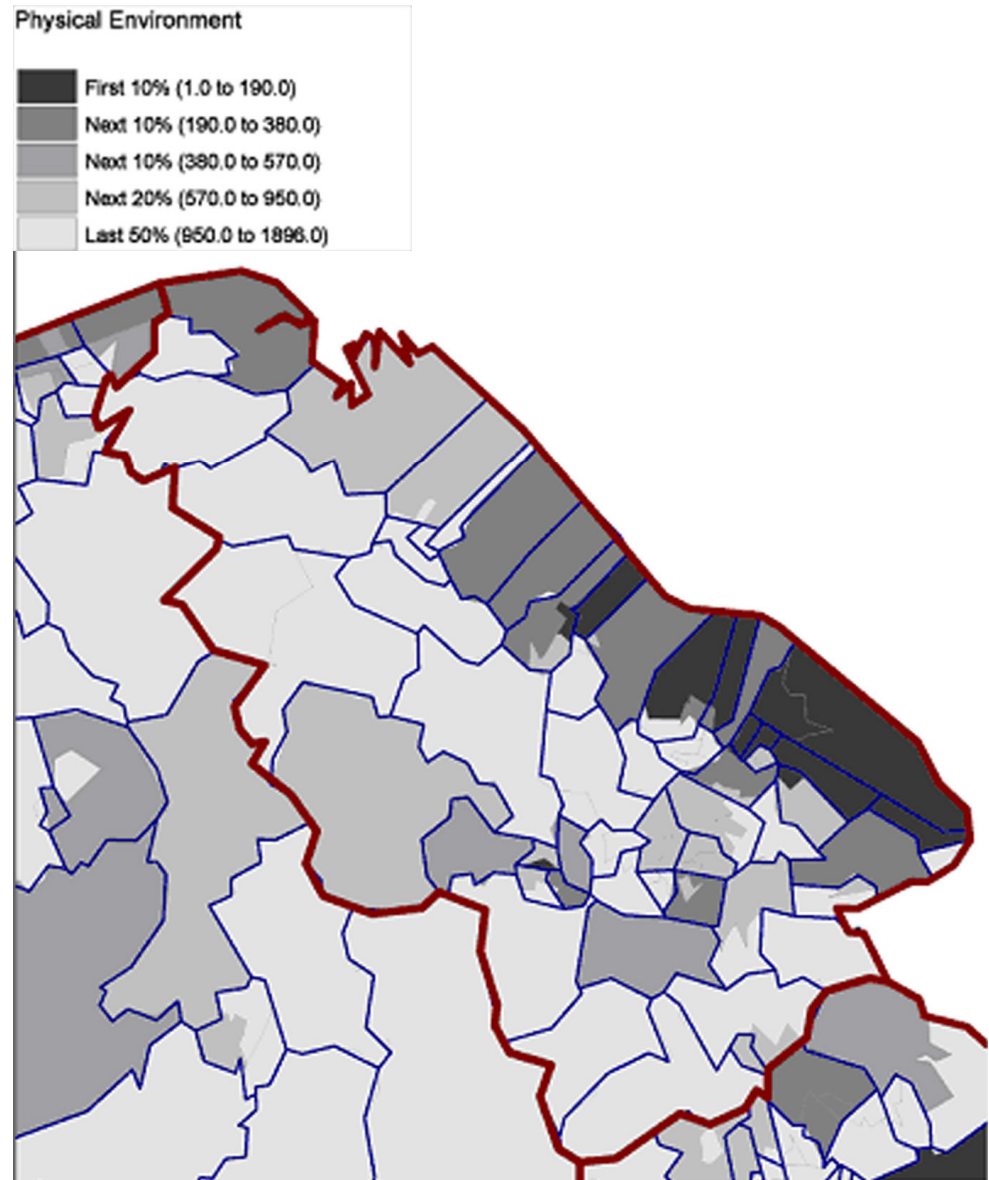 Physical Environment
First 10% (1.0 to 190.0)
Next 10% (190.0 to 380.0)
Next 10% (380.0 to 570.0)
Next 20% (570.0 to 950.0)
Last 50% (950.0 to 1896.0)